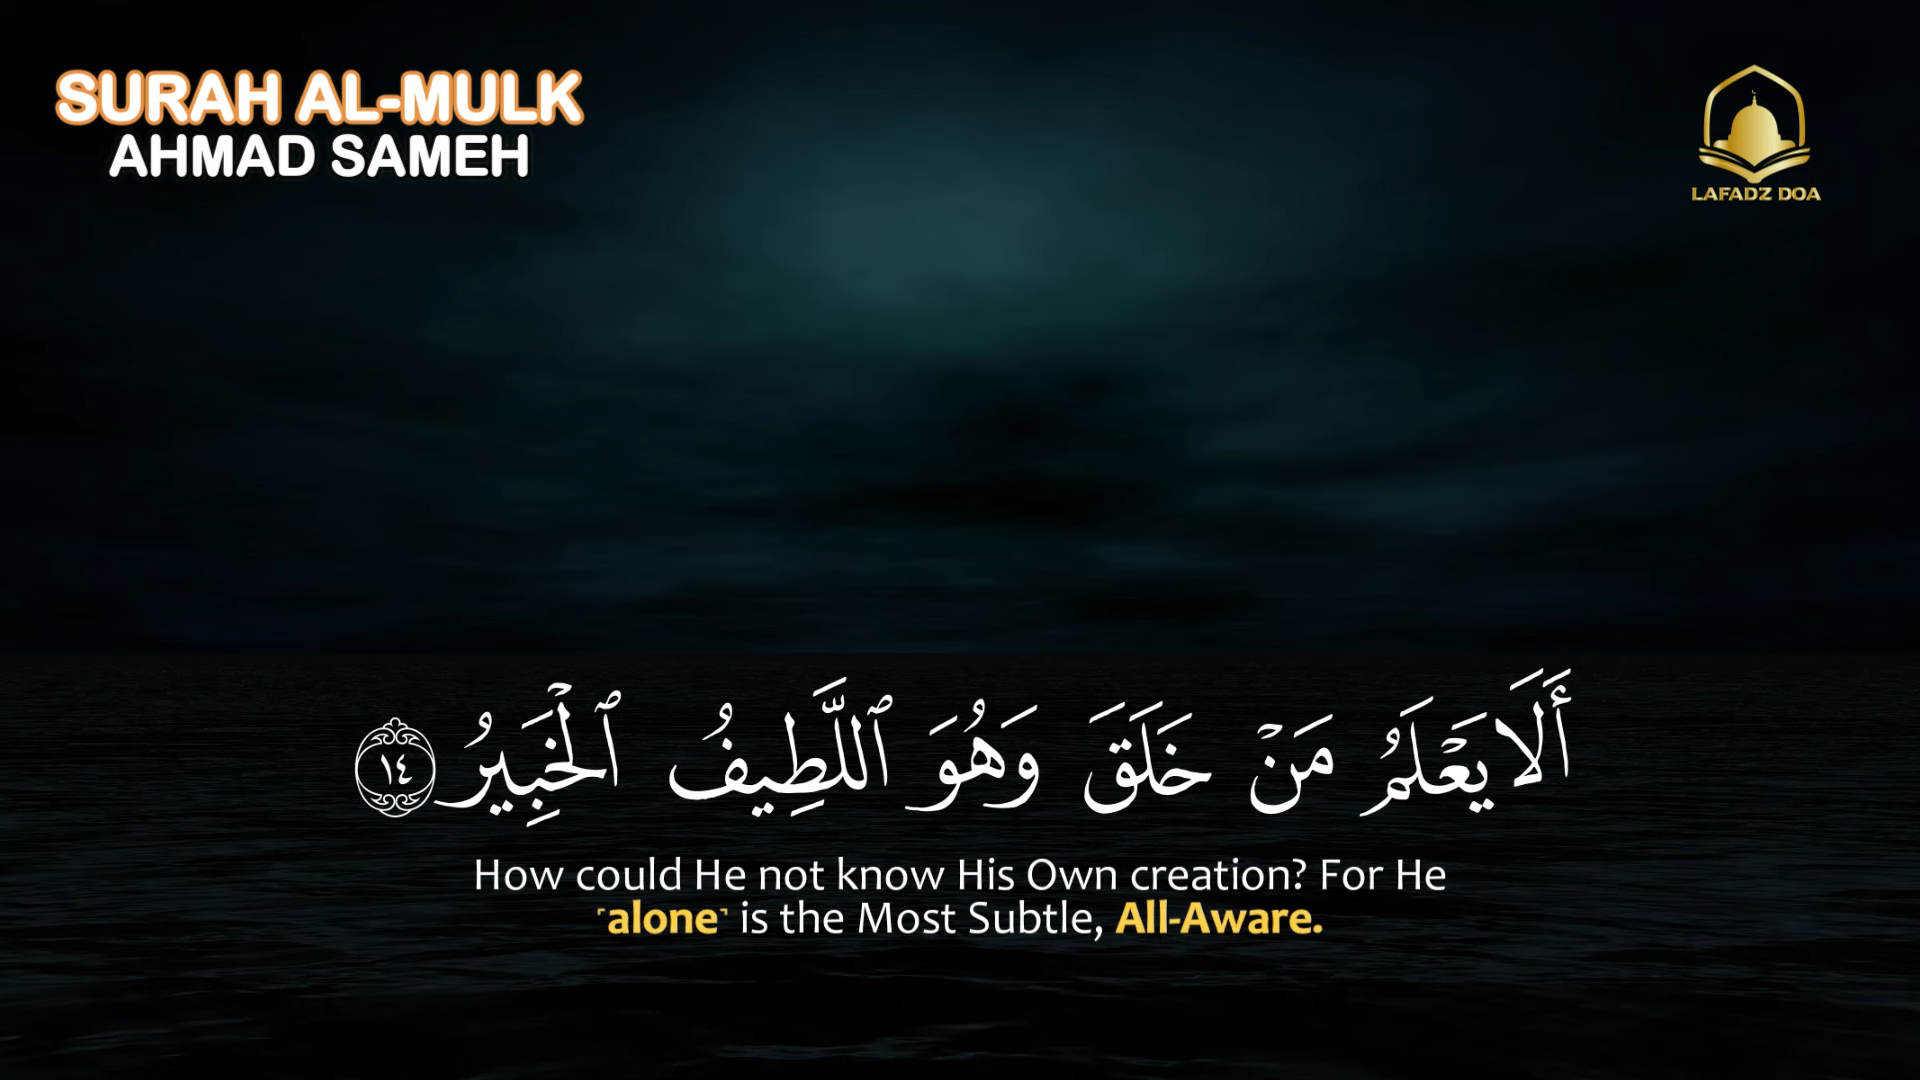 SURAH AL-MULK
AHMAD SAMEH
LAFADZ DOA
أَلَا يَعْلَمُ مَنْ خَلَقَ وَهُوَ ٱللَّطِيفُ ٱلْخَبِيرُ ١٤
How could He not know His Own creation? For He
˹alone˺ is the Most Subtle, All-Aware.